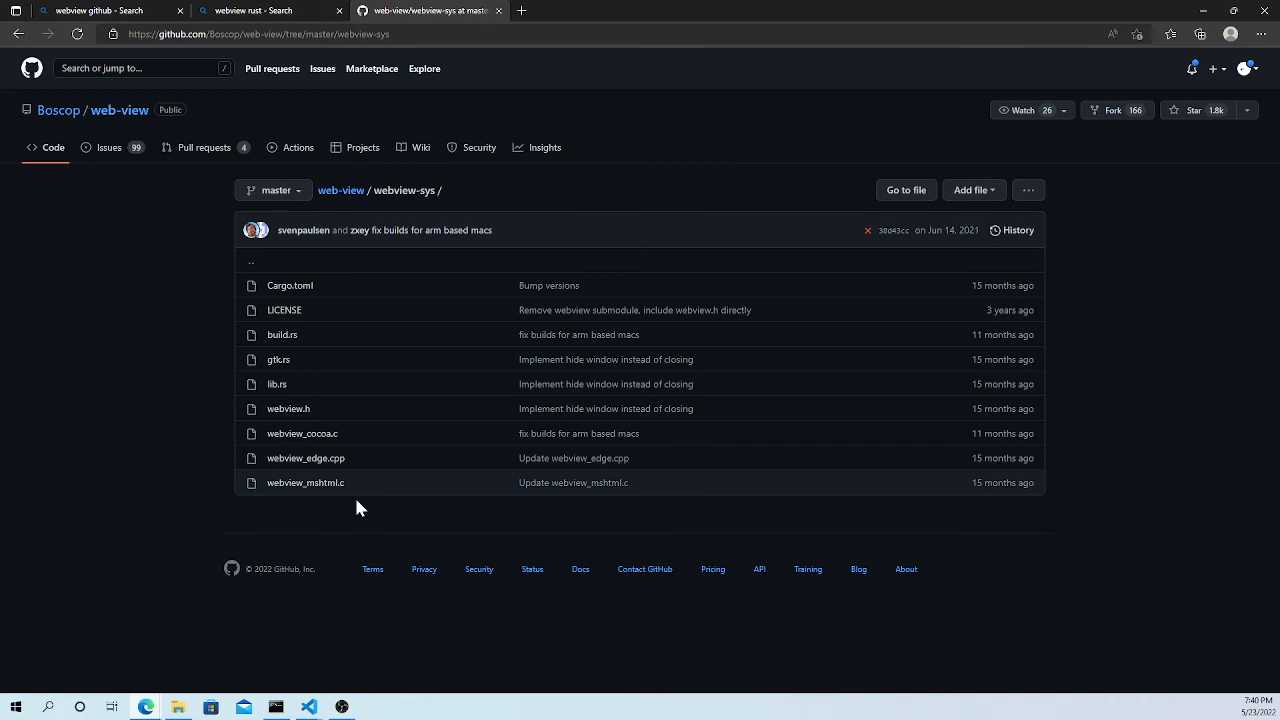 webview github - Search
webview rust - Search
web-view/webview-sys at maste
https://github.com/Boscop/web-view/tree/master/webview-sys
Search or jump to...
/
Pull requests
Issues
Marketplace
Explore
Boscop / web-view
Public
Watch 26
Fork 166
Star 1.8k
Code
Issues 99
Pull requests 4
Actions
Projects
Wiki
Security
Insights
master
web-view / webview-sys /
Go to file
Add file
svenpaulsen and zxey fix builds for arm based macs
38d43cc on Jun 14, 2021
History
..
Cargo.toml Bump versions 15 months ago
LICENSE Remove webview submodule, include webview.h directly 3 years ago
build.rs fix builds for arm based macs 11 months ago
gtk.rs Implement hide window instead of closing 15 months ago
lib.rs Implement hide window instead of closing 15 months ago
webview.h Implement hide window instead of closing 15 months ago
webview_cocoa.c fix builds for arm based macs 11 months ago
webview_edge.cpp Update webview_edge.cpp 15 months ago
webview_mshtml.c Update webview_mshtml.c 15 months ago
© 2022 GitHub, Inc.
Terms
Privacy
Security
Status
Docs
Contact GitHub
Pricing
API
Training
Blog
About
7:40 PM
5/23/2022